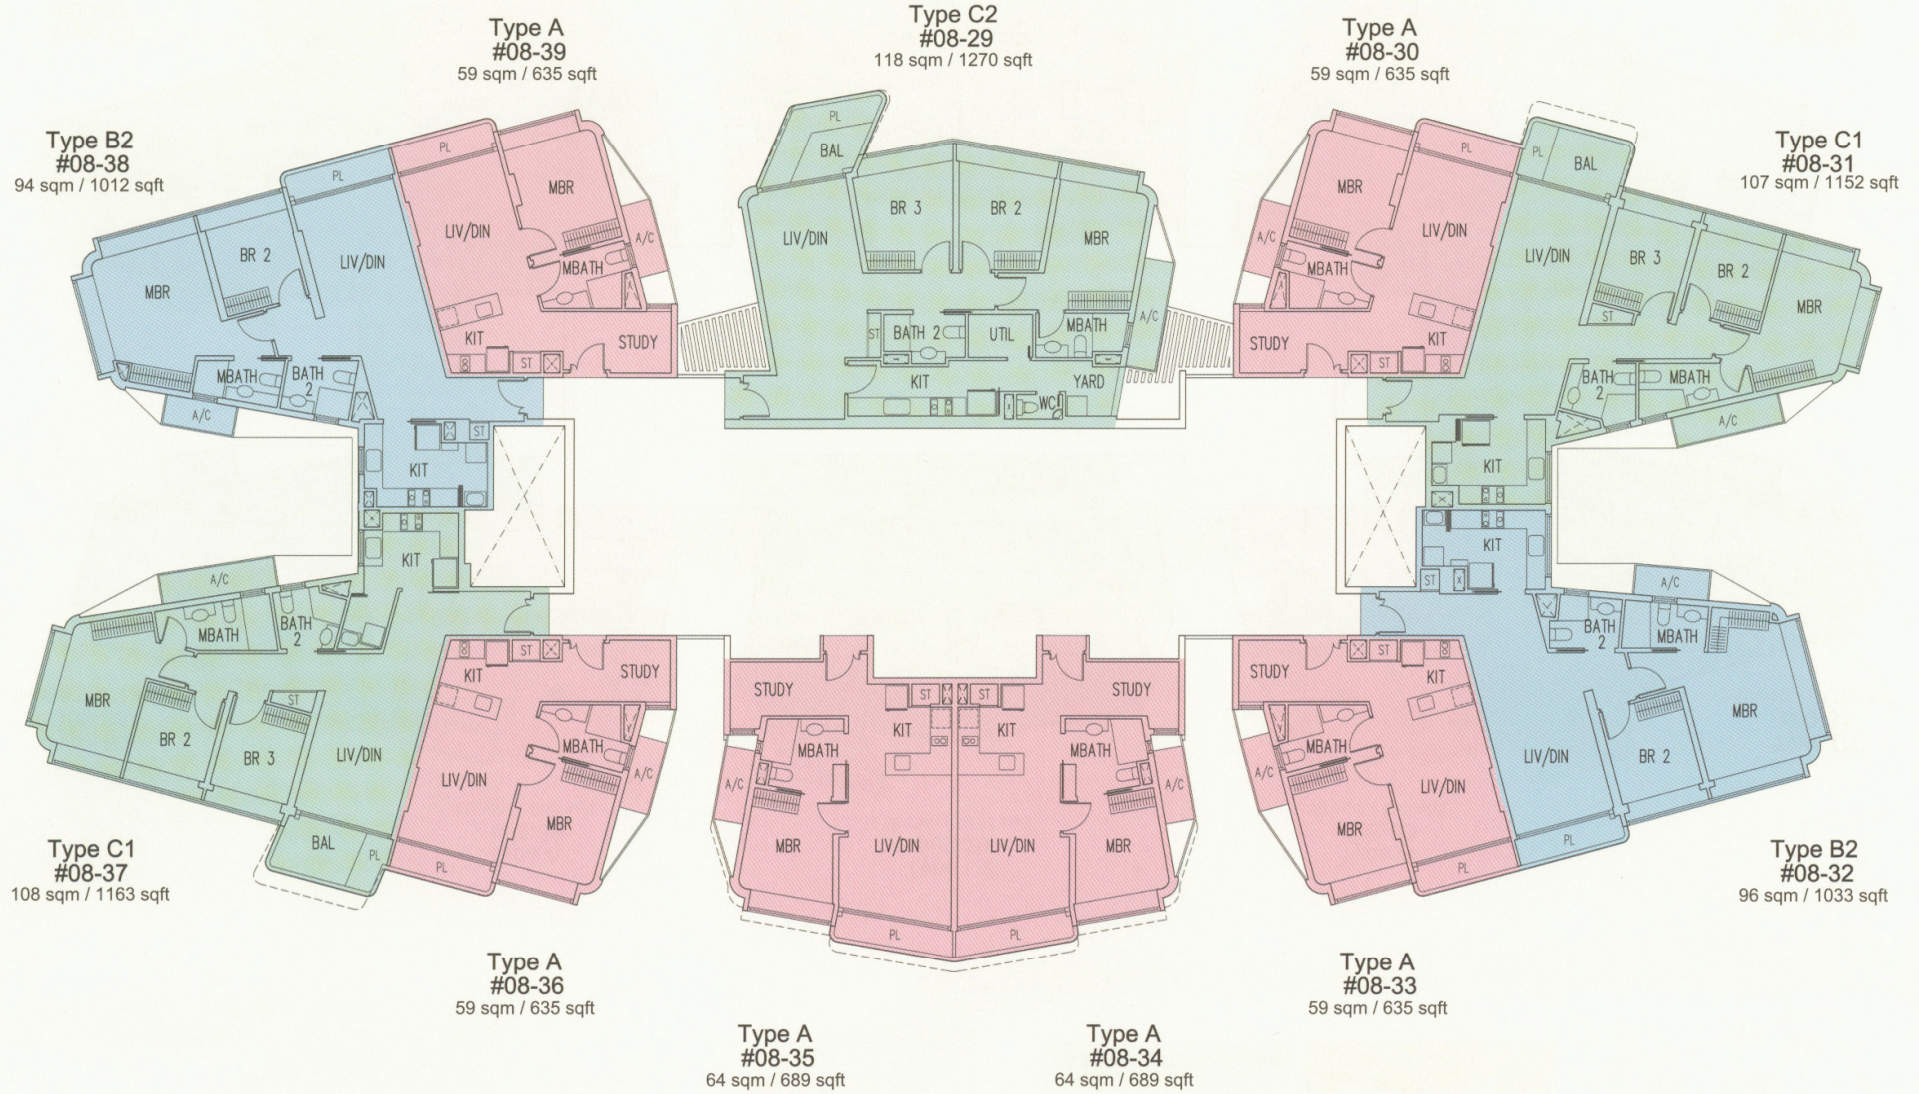 Type A
#08-39
59 sqm / 635 sqft
Type C2
#08-29
118 sqm / 1270 sqft
Type A
#08-30
59 sqm / 635 sqft
Type B2
#08-38
94 sqm / 1012 sqft
Type C1
#08-31
107 sqm / 1152 sqft
PL
BR 2
MBR
LIV/DIN
MBATH
BATH
2
A/C
KIT
ST
PL
MBR
LIV/DIN
A/C
MBATH
KIT
ST
STUDY
PL
BAL
BR 3
BR 2
LIV/DIN
MBR
A/C
ST
BATH 2
UTIL
MBATH
KIT
YARD
WC
PL
MBR
LIV/DIN
A/C
MBATH
STUDY
KIT
ST
PL
BAL
LIV/DIN
BR 3
BR 2
MBR
ST
BATH
2
MBATH
A/C
KIT
KIT
A/C
MBATH
BATH
2
MBR
BR 2
BR 3
ST
LIV/DIN
BAL
PL
ST
KIT
STUDY
MBATH
LIV/DIN
A/C
MBR
PL
STUDY
ST
KIT
MBATH
A/C
MBR
LIV/DIN
PL
ST
KIT
STUDY
MBATH
A/C
LIV/DIN
MBR
PL
STUDY
ST
KIT
MBATH
A/C
LIV/DIN
MBR
PL
KIT
ST
X
A/C
BATH
2
MBATH
MBR
LIV/DIN
BR 2
PL
Type C1
#08-37
108 sqm / 1163 sqft
Type B2
#08-32
96 sqm / 1033 sqft
Type A
#08-36
59 sqm / 635 sqft
Type A
#08-33
59 sqm / 635 sqft
Type A
#08-35
64 sqm / 689 sqft
Type A
#08-34
64 sqm / 689 sqft